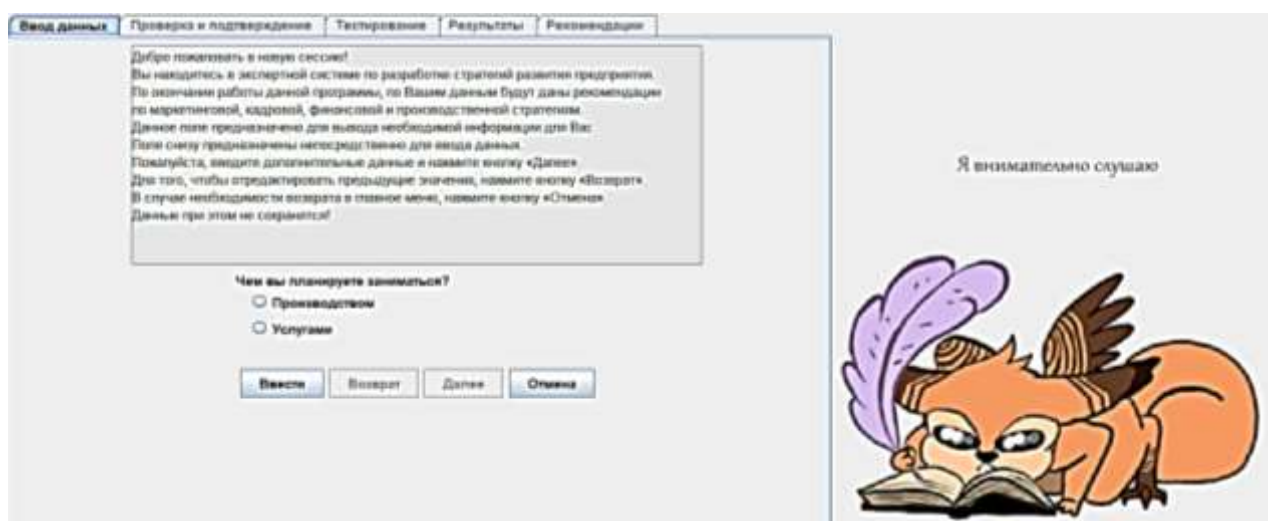 Ввод данных Проверка и подтверждение Тестирование Результаты Рекомендации
Добро пожаловать в новую сессию!
Вы находитесь в экспертной системе по разработке стратегий развития предприятия.
По окончании работы данной программы, по Вашим данным будут даны рекомендации
по маркетинговой, кадровой, финансовой и производственной стратегиям.
Данное поле предназначено для вывода необходимой информации для Вас.
Поля снизу предназначены непосредственно для ввода данных.
Пожалуйста, введите дополнительные данные и нажмите кнопку «Далее».
Для того, чтобы отредактировать предыдущие значения, нажмите кнопку «Возврат».
В случае необходимости возврата в главное меню, нажмите кнопку «Отмена».
Данные при этом не сохранятся!
Чем вы планируете заниматься?
Производством
Услугами
Ввести Возврат Далее Отмена
Я внимательно слушаю